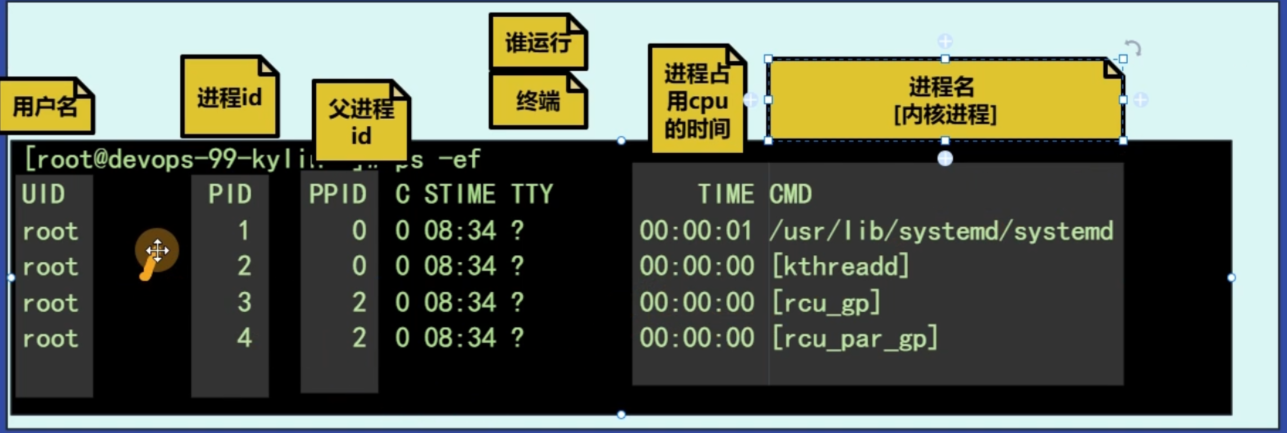 谁运行
用户名
进程id
父进程
id
终端
进程占
用cpu
的时间
进程名
[内核进程]
[root@devops-99-kyli ps -ef
UID PID PPID C STIME TTY TIME CMD
root 1 0 0 08:34 ? 00:00:01 /usr/lib/systemd/systemd
root 2 0 0 08:34 ? 00:00:00 [kthreadd]
root 3 2 0 08:34 ? 00:00:00 [rcu_gp]
root 4 2 0 08:34 ? 00:00:00 [rcu_par_gp]